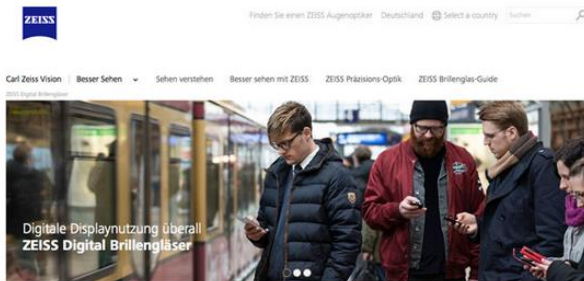 ZEISS
Finden Sie einen ZEISS Augenoptiker Deutschland Select a country Suchen
Carl Zeiss Vision Besser Sehen Sehen verstehen Besser sehen mit ZEISS ZEISS Präzisions-Optik ZEISS Brillenglas-Guide
ZEISS Digital Brillengläser
Digitale Displaynutzung überall
ZEISS Digital Brillengläser